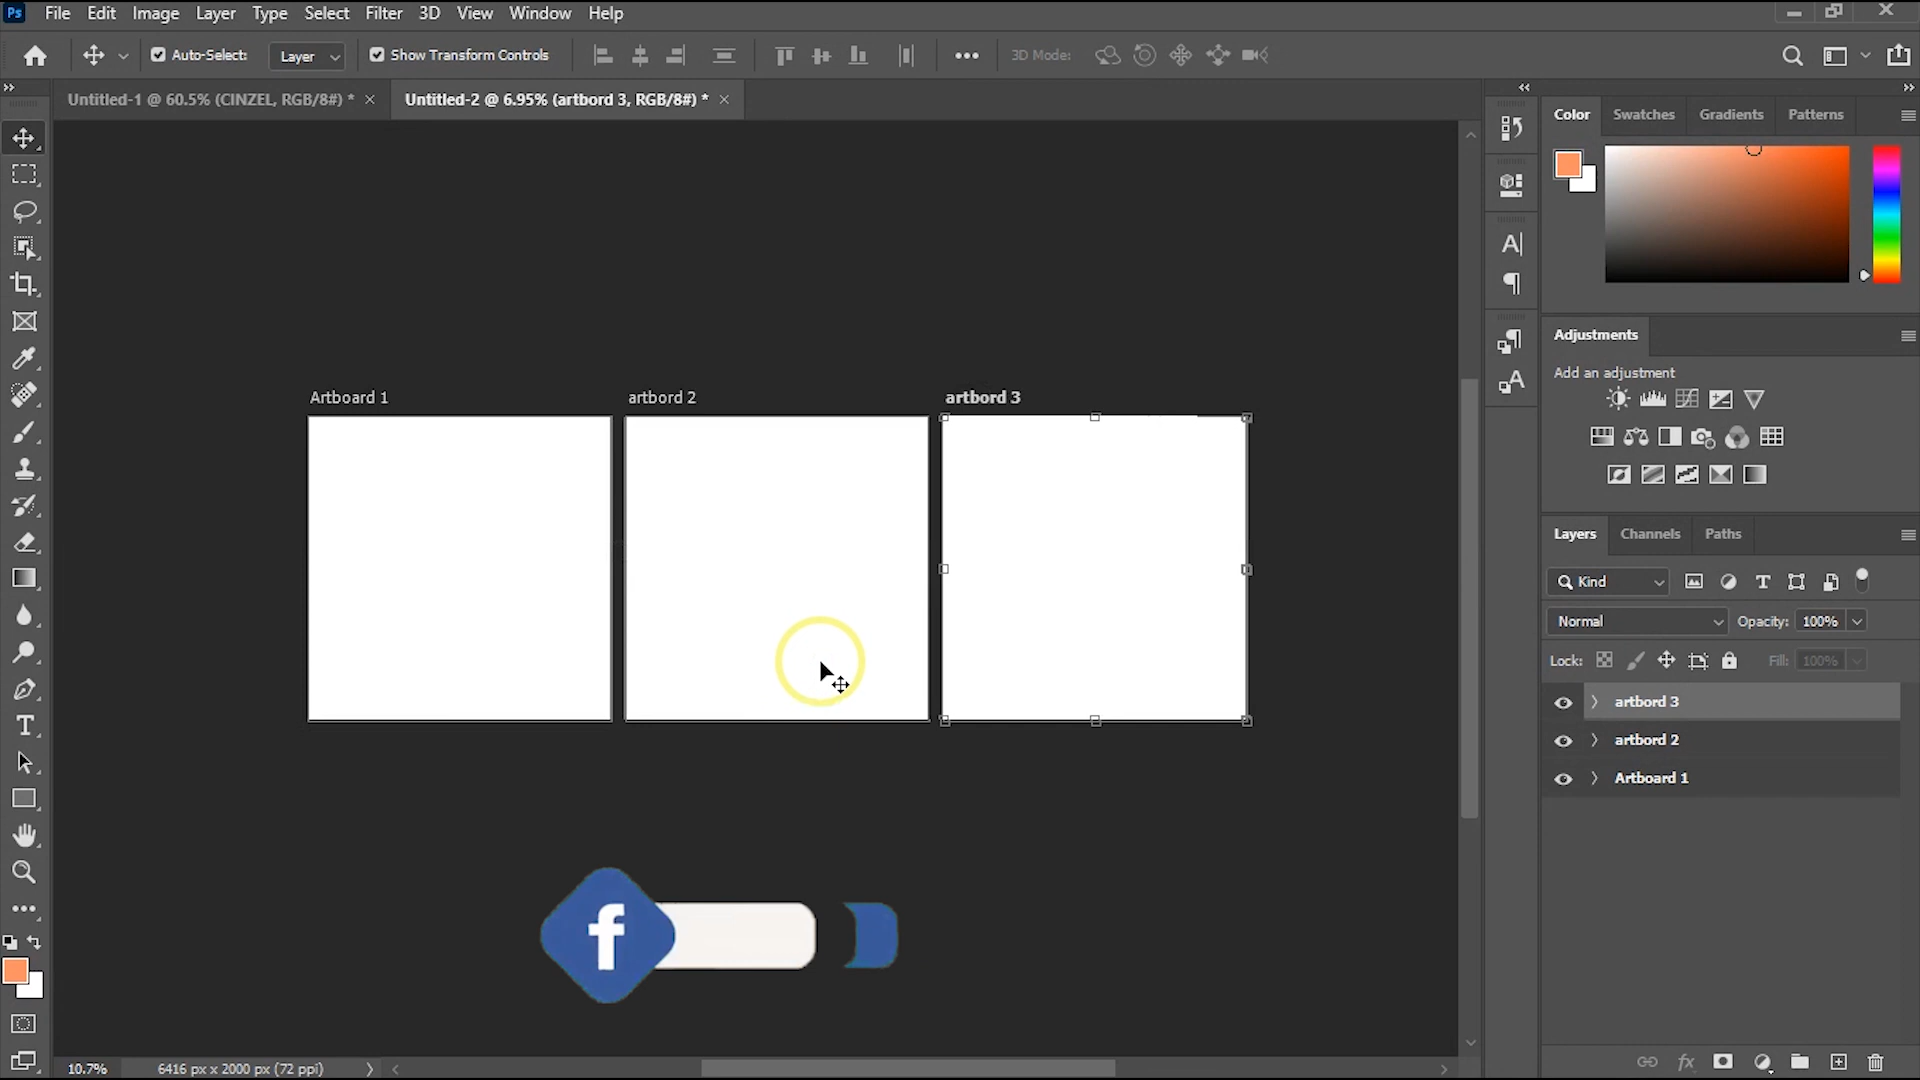 Ps File Edit Image Layer Type Select Filter 3D View Window Help
Auto-Select: Layer Show Transform Controls 3D Mode:
Untitled-1 @ 60.5% (CINZEL, RGB/8#) * Untitled-2 @ 6.95% (artbord 3, RGB/8#) *
Color Swatches Gradients Patterns
Adjustments
Add an adjustment
Artboard 1 artbord 2 artbord 3
Layers Channels Paths
Kind
Normal Opacity: 100%
Lock: Fill: 100%
artbord 3
artbord 2
Artboard 1
f
10.7% 6416 px x 2000 px (72 ppi)
fx